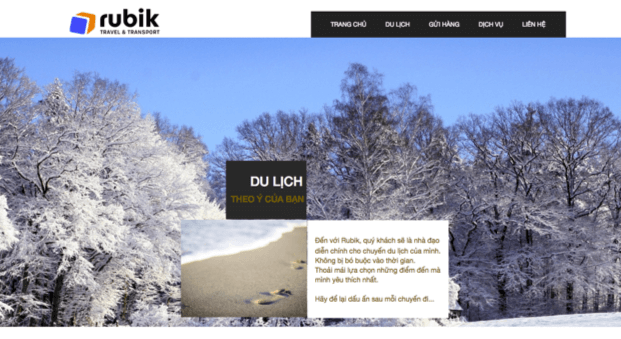 rubik
TRAVEL & TRANSPORT
TRANG CHỦ DU LỊCH GỬI HÀNG DỊCH VỤ LIÊN HỆ
DU LỊCH
THEO Ý CỦA BẠN
Đến với Rubik, quý khách sẽ là nhà đạo
diễn chính cho chuyến du lịch của mình.
Không bị bó buộc vào thời gian.
Thoải mái lựa chọn những điểm đến mà
mình yêu thích nhất.
Hãy để lại dấu ấn sau mỗi chuyến đi...